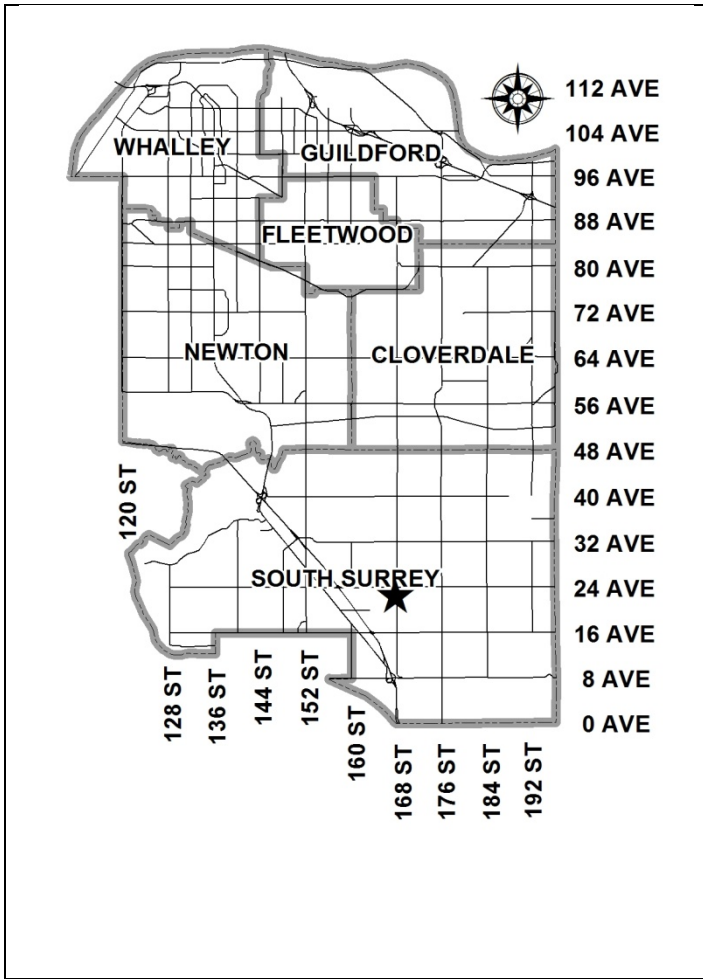 112 AVE
104 AVE
WHALLEY
GUILDFORD
96 AVE
88 AVE
FLEETWOOD
80 AVE
72 AVE
NEWTON
CLOVERDALE
64 AVE
56 AVE
48 AVE
120 ST
40 AVE
32 AVE
SOUTH SURREY
24 AVE
16 AVE
8 AVE
0 AVE
128 ST
136 ST
144 ST
152 ST
160 ST
168 ST
176 ST
184 ST
192 ST